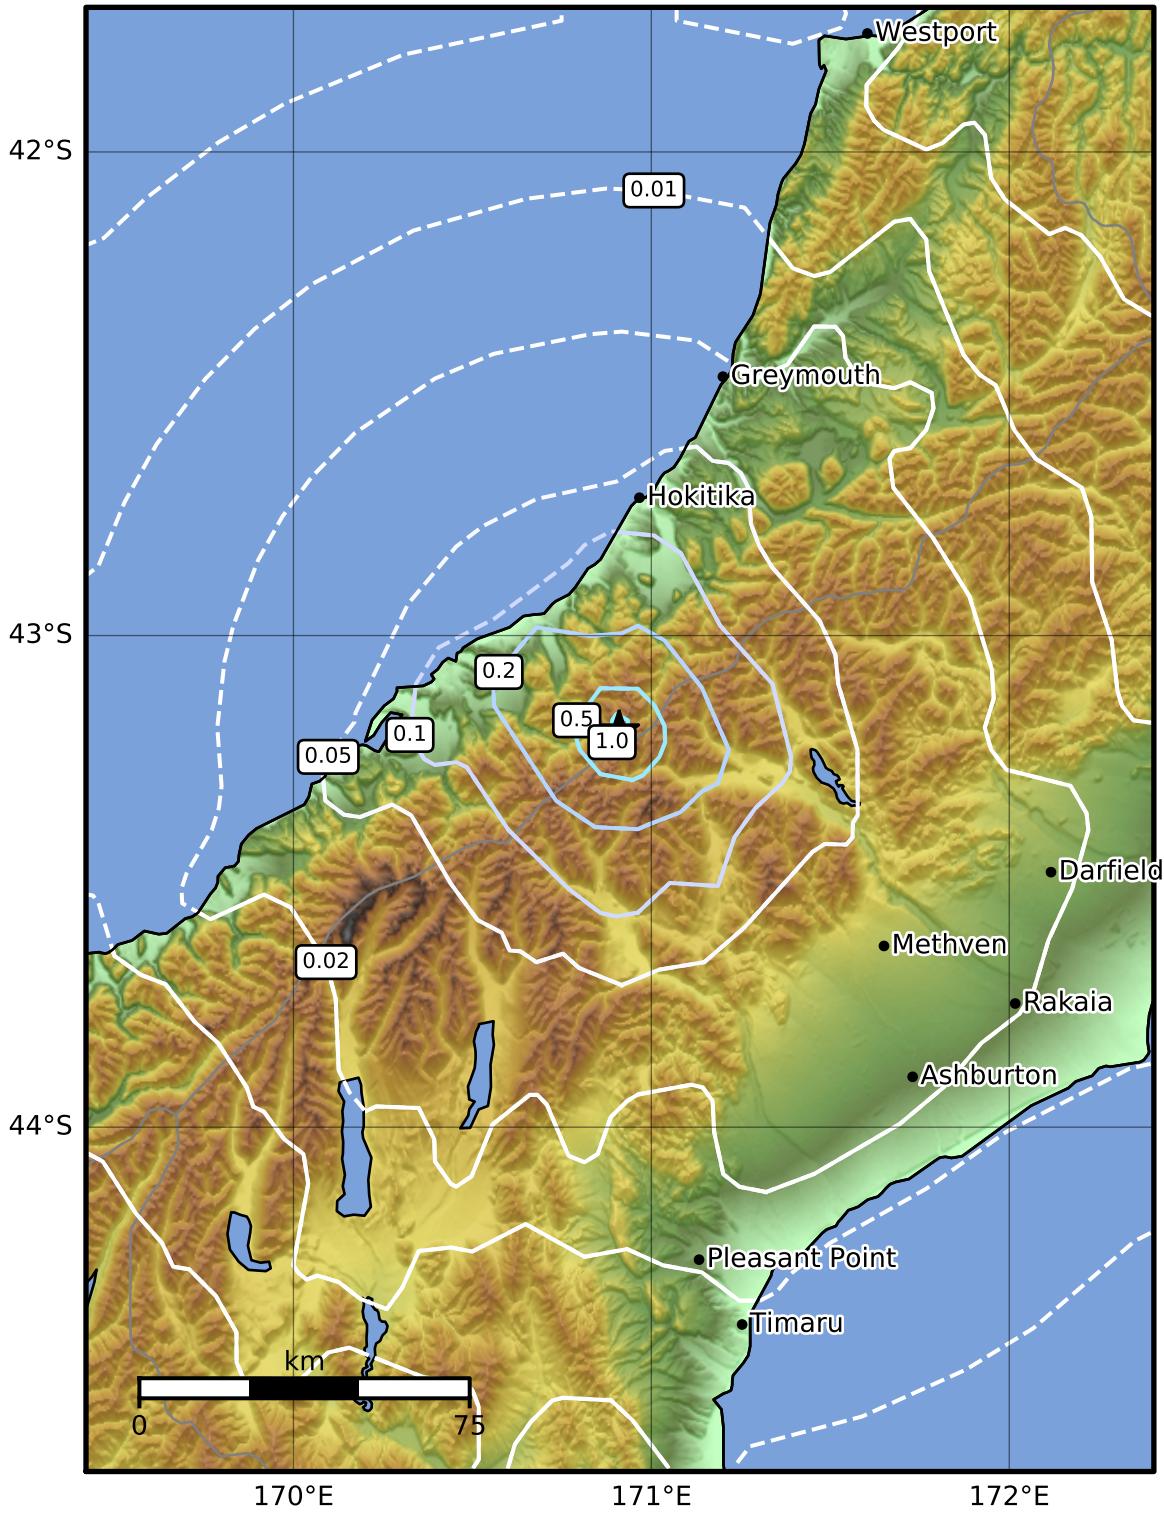 Westport
42°S
0.01
Greymouth
Hokitika
43°S
0.2
0.5
0.1
1.0
0.05
Darfield
Methven
0.02
Rakaia
Ashburton
44°S
Pleasant Point
Timaru
km
0 75
170°E 171°E 172°E